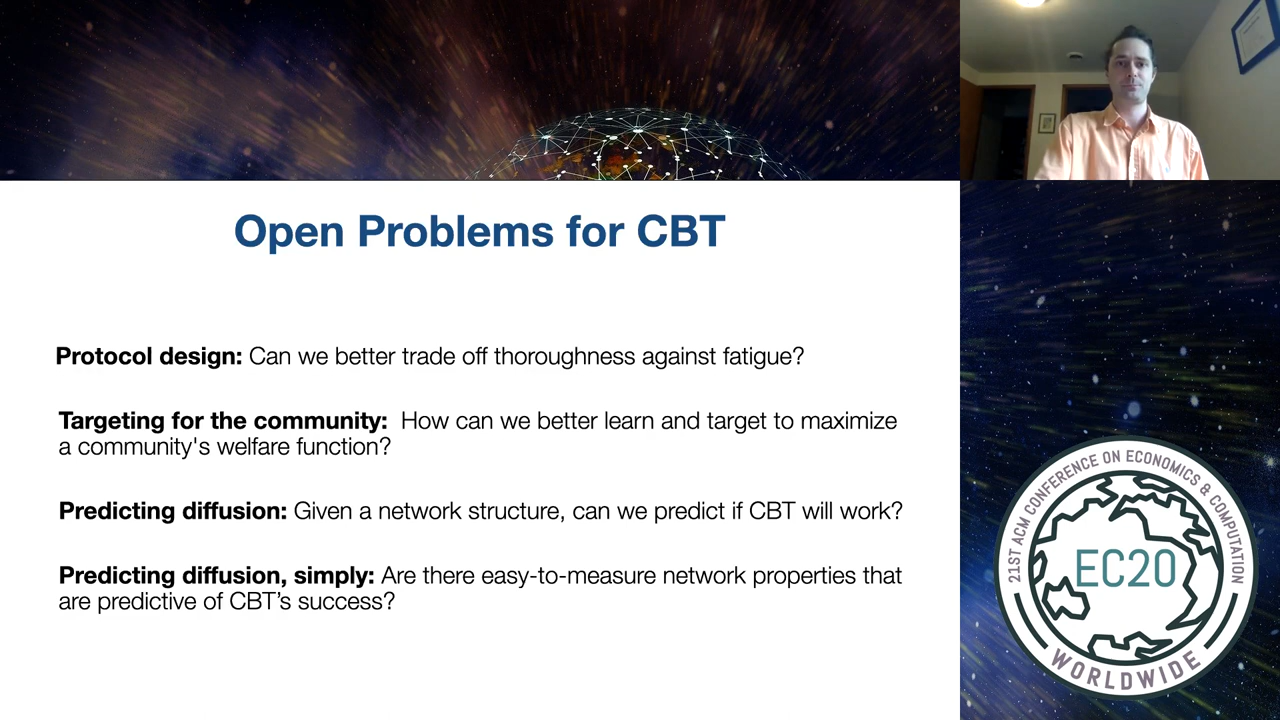 Open Problems for CBT
Protocol design: Can we better trade off thoroughness against fatigue?
Targeting for the community: How can we better learn and target to maximize
a community's welfare function?
Predicting diffusion: Given a network structure, can we predict if CBT will work?
Predicting diffusion, simply: Are there easy-to-measure network properties that
are predictive of CBT’s success?
21ST ACM CONFERENCE ON ECONOMICS & COMPUTATION
EC20
WORLDWIDE